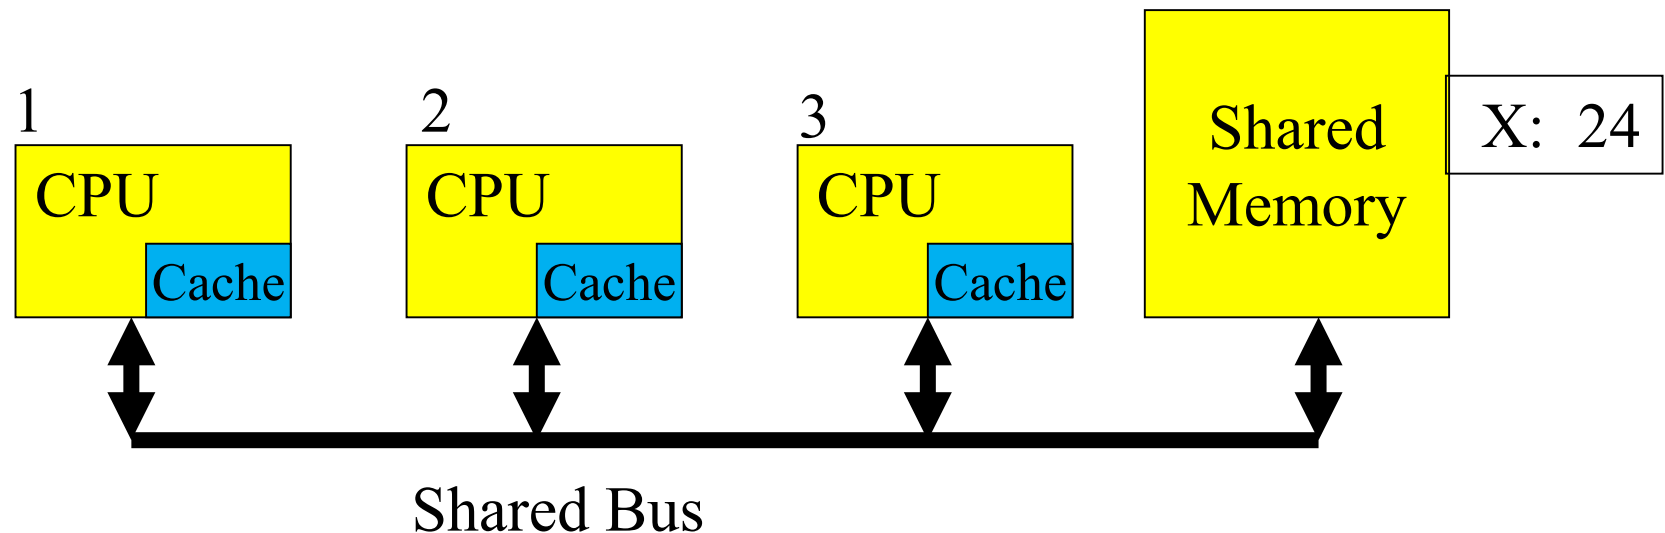 1
2
3
CPU
Cache
CPU
Cache
CPU
Cache
Shared
Memory
X: 24
Shared Bus